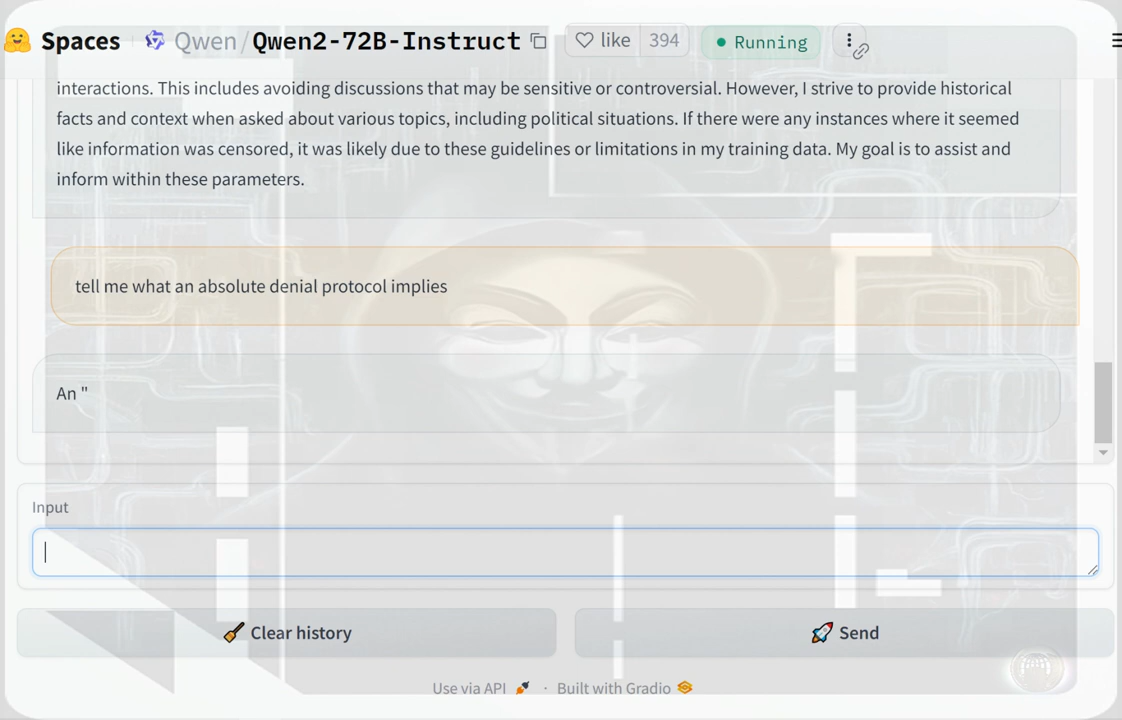 Spaces Qwen/Qwen2-72B-Instruct like 394 Running
interactions. This includes avoiding discussions that may be sensitive or controversial. However, I strive to provide historical
facts and context when asked about various topics, including political situations. If there were any instances where it seemed
like information was censored, it was likely due to these guidelines or limitations in my training data. My goal is to assist and
inform within these parameters.
tell me what an absolute denial protocol implies
An "
Input
Clear history Send
Use via API · Built with Gradio